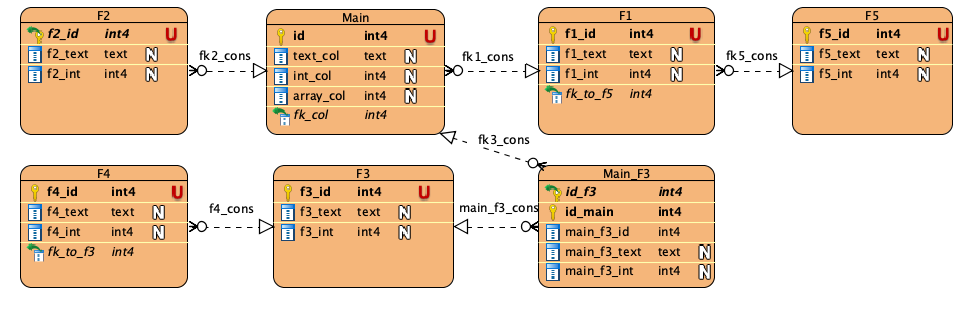 F2
f2_id int4 U
f2_text text N
f2_int int4 N
fk2_cons
Main
id int4 U
text_col text N
int_col int4 N
array_col int4 N
fk_col int4
fk1_cons
F1
f1_id int4 U
f1_text text N
f1_int int4 N
fk_to_f5 int4
fk5_cons
F5
f5_id int4 U
f5_text text N
f5_int int4 N
fk3_cons
F4
f4_id int4 U
f4_text text N
f4_int int4 N
fk_to_f3 int4
f4_cons
F3
f3_id int4 U
f3_text text N
f3_int int4 N
main_f3_cons
Main_F3
id_f3 int4
id_main int4
main_f3_id int4
main_f3_text text N
main_f3_int int4 N